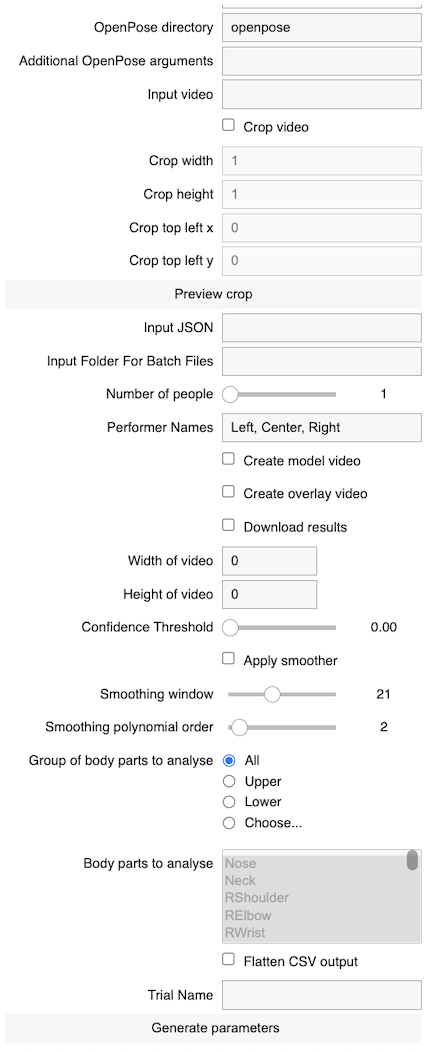 OpenPose directory openpose
Additional OpenPose arguments
Input video
Crop video
Crop width 1
Crop height 1
Crop top left x 0
Crop top left y 0
Preview crop
Input JSON
Input Folder For Batch Files
Number of people 1
Performer Names Left, Center, Right
Create model video
Create overlay video
Download results
Width of video 0
Height of video 0
Confidence Threshold 0.00
Apply smoother
Smoothing window 21
Smoothing polynomial order 2
Group of body parts to analyse All
Upper
Lower
Choose...
Body parts to analyse Nose
Neck
RShoulder
RElbow
RWrist
Flatten CSV output
Trial Name
Generate parameters